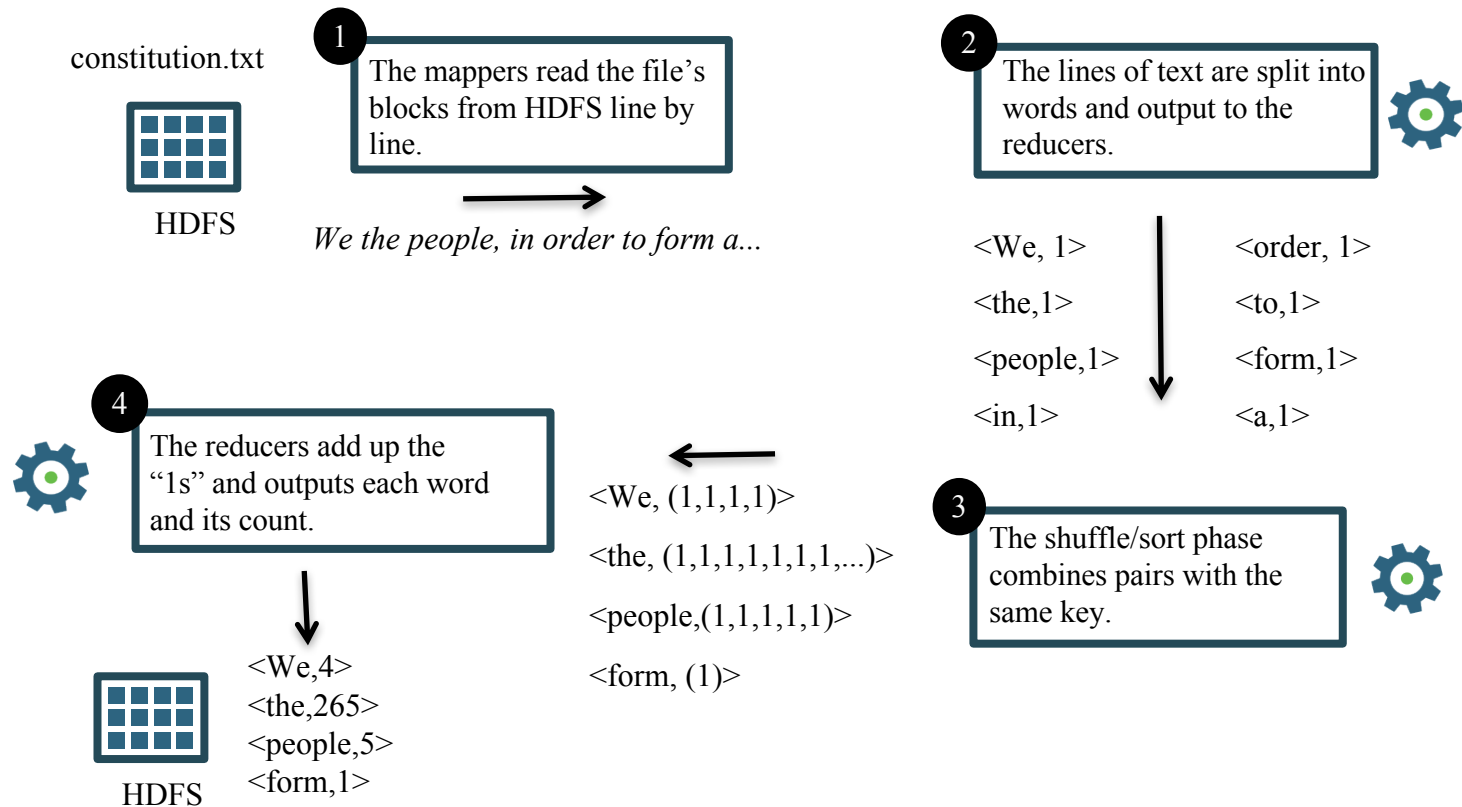 constitution.txt
HDFS
1
The mappers read the file’s
blocks from HDFS line by
line.
We the people, in order to form a...
2
The lines of text are split into
words and output to the
reducers.
<We, 1>
<the,1>
<people,1>
<in,1>
<order, 1>
<to,1>
<form,1>
<a,1>
3
The shuffle/sort phase
combines pairs with the
same key.
<We, (1,1,1,1)>
<the, (1,1,1,1,1,1,1,...)>
<people,(1,1,1,1,1)>
<form, (1)>
4
The reducers add up the
“1s” and outputs each word
and its count.
<We,4>
<the,265>
<people,5>
<form,1>
HDFS